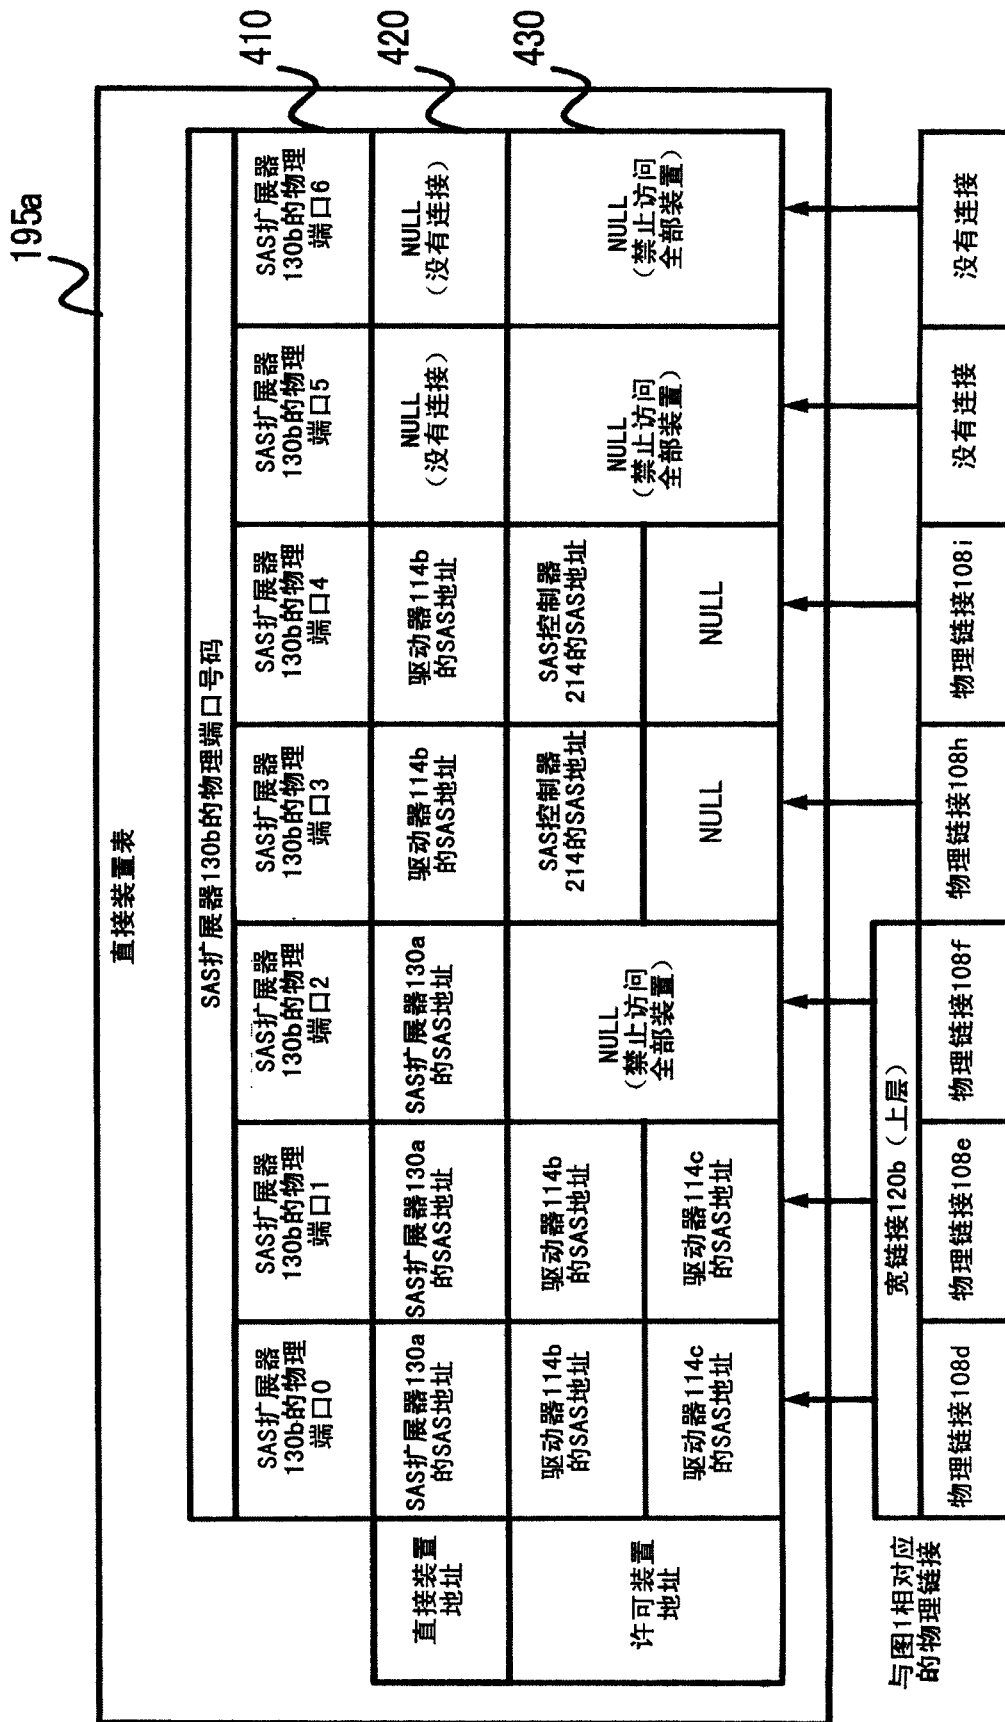 195a
直接装置表
410
420
430
SAS扩展器130b的物理端口号码
SAS扩展器
130b的物理
端口0
SAS扩展器
130b的物理
端口1
SAS扩展器
130b的物理
端口2
SAS扩展器
130b的物理
端口3
SAS扩展器
130b的物理
端口4
SAS扩展器
130b的物理
端口5
SAS扩展器
130b的物理
端口6
直接装置
地址
SAS扩展器130a
的SAS地址
SAS扩展器130a
的SAS地址
SAS扩展器130a
的SAS地址
驱动器114b
的SAS地址
驱动器114b
的SAS地址
NULL
（没有连接）
NULL
（没有连接）
许可装置
地址
驱动器114b
的SAS地址
驱动器114b
的SAS地址
NULL
（禁止访问
全部装置）
SAS控制器
214的SAS地址
SAS控制器
214的SAS地址
NULL
（禁止访问
全部装置）
NULL
（禁止访问
全部装置）
驱动器114c
的SAS地址
驱动器114c
的SAS地址
NULL
NULL
与图1相对应
的物理链接
宽链接120b（上层）
物理链接108d
物理链接108e
物理链接108f
物理链接108h
物理链接108i
没有连接
没有连接